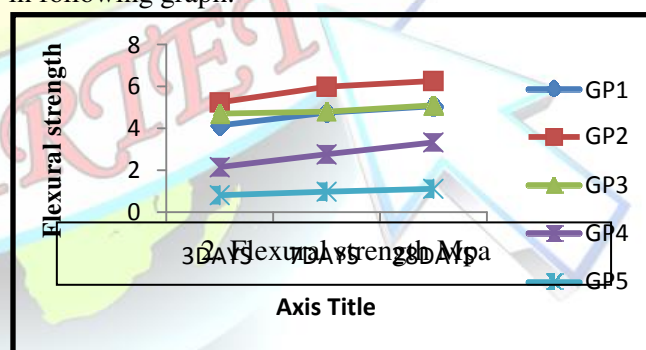 in following graph.
Flexural strength
8
6
4
2
0
3DAYS 7DAYS 28DAYS
2. Flexural strength Mpa
Axis Title
GP1
GP2
GP3
GP4
GP5